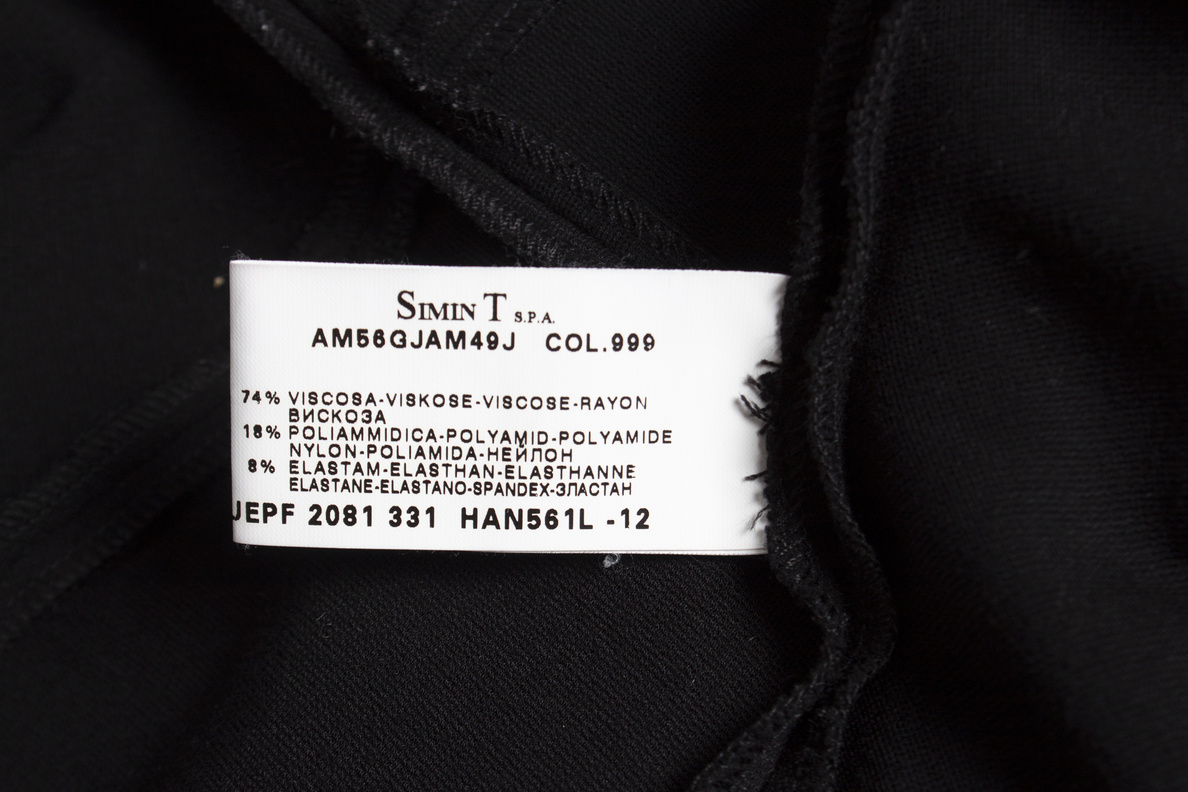 SIMIN T S.P.A.
AM56GJAM49J COL.999
74% VISCOSA-VISKOSE-VISCOSE-RAYON
ВИСКОЗА
18% POLIAMMIDICA-POLYAMID-POLYAMIDE
NYLON-POLIAMIDA-НЕЙЛОН
8% ELASTAM-ELASTHAN-ELASTHANNE
ELASTANE-ELASTANO-SPANDEX-ЗЛАСТАН
JEPF 2081 331 HAN561L -12